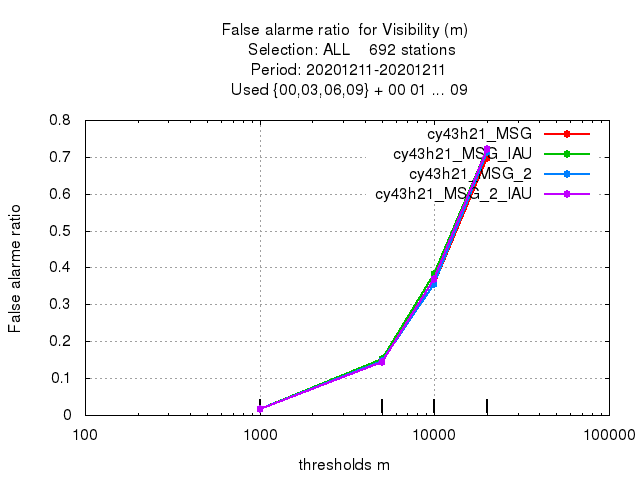 False alarme ratio  for Visibility (m)
Selection: ALL    692 stations
Period: 20201211-20201211
Used {00,03,06,09} + 00 01 ... 09
0.8
0.7
0.6
0.5
0.4
0.3
0.2
0.1
0
False alarme ratio
cy43h21_MSG
cy43h21_MSG_IAU
cy43h21_MSG_2
cy43h21_MSG_2_IAU
100
1000
10000
100000
thresholds m